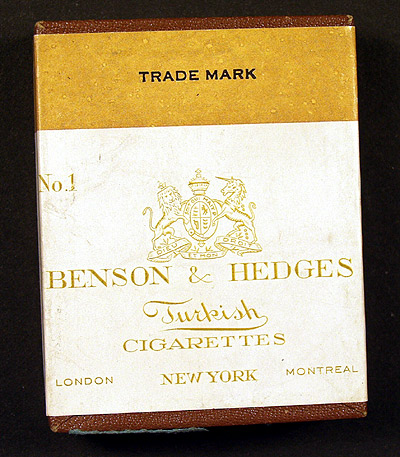 TRADE MARK
No.1
BENSON & HEDGES
Turkish
CIGARETTES
LONDON NEW YORK MONTREAL